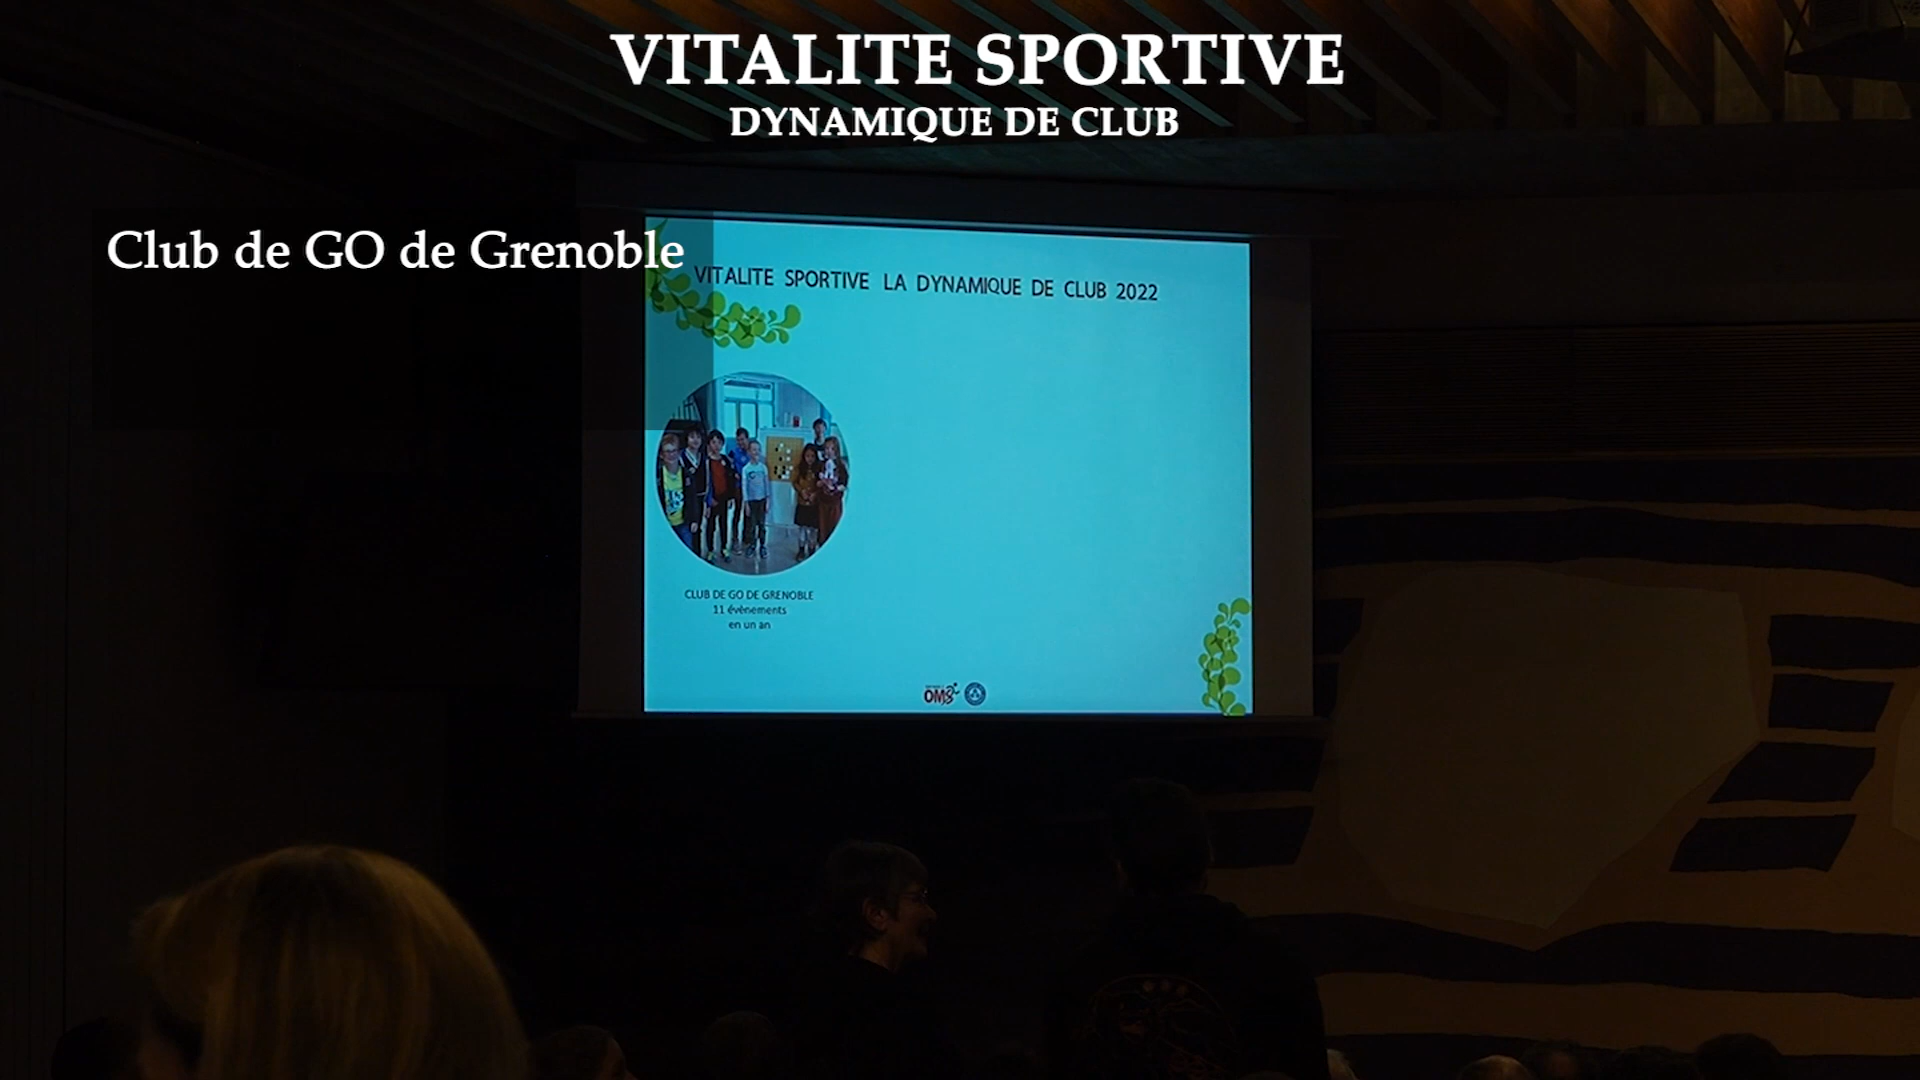 VITALITE SPORTIVE
DYNAMIQUE DE CLUB
Club de GO de Grenoble
VITALITE SPORTIVE LA DYNAMIQUE DE CLUB 2022
CLUB DE GO DE GRENOBLE
11 évènements
en un an
OMS